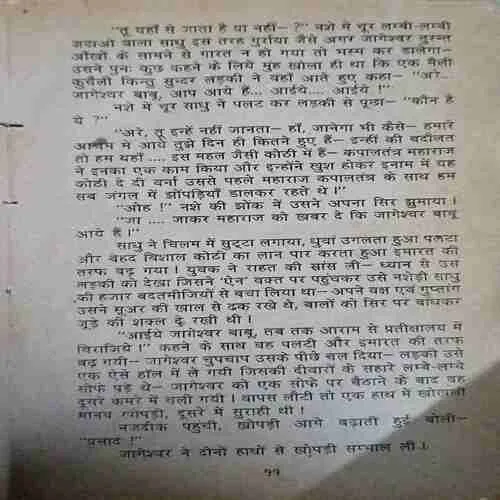 "तू यहाँ से जाता है या नहीं— ?" नशे में चूर लम्बी-लम्बी
जटाओं वाला साधु इस तरह गुर्राया जैसे अगर जागेश्वर तुरन्त
आँखों के सामने से गारत न हो गया तो भस्म कर डालेगा—
उसने पुनः कुछ कहने के लिये मुंह खोला ही था कि एक मैली
कुचैली किन्तु सुन्दर लड़की ने वहाँ आते हुए कहा— "अरे...
जागेश्वर बाबू, आप आये हैं... आईये.... आईये !"
नशे में चूर साधु ने पलट कर लड़की से पूछा— "कौन है
ये ?"
"अरे, तू इन्हें नहीं जानता— हाँ, जानेगा भी कैसे— हमारे
आश्रम में आये तुझे दिन ही कितने हुए हैं— इन्हीं की बदौलत
तो हम यहाँ .... इस महल जैसी कोठी में हैं— कपालतंत्र महाराज
ने इनका एक काम किया और इन्होंने खुश होकर इनाम में यह
कोठी दे दी वर्ना उससे पहले महाराज कपालतंत्र के साथ हम
सब जंगल में झोंपड़ियाँ डालकर रहते थे !"
"ओह !" नशे की झोंक में उसने अपना सिर झुमाया।
"जा .... जाकर महाराज को खबर दे कि जागेश्वर बाबू
आये हैं !"
साधु ने चिलम में सुट्टा लगाया, धुंवा उगलता हुआ पलटा
और बेहद विशाल कोठी का लान पार करता हुआ इमारत की
तरफ बढ़ गया। युवक ने राहत की सांस ली— ध्यान से उस
लड़की को देखा जिसने 'ऐन' वक्त पर पहुंचकर उसे नशेड़ी साधु
की हजार बदतमीजियों से बचा लिया था— अपने वक्ष एवं गुप्तांग
उसने सूअर की खाल से ढक रखे थे, बालों को सिर पर बांधकर
जूड़े की शक्ल दे रखी थी।
"आईये जागेश्वर बाबू, तब तक आराम से प्रतीक्षालय में
विराजिये।" कहने के साथ वह पलटी और इमारत की तरफ
बढ़ गयी— जागेश्वर चुपचाप उसके पीछे चल दिया— लड़की उसे
एक ऐसे हॉल में ले गयी जिसकी दीवारों के सहारे लम्बे-लम्बे
सोफे पड़े थे— जागेश्वर को एक सोफे पर बैठाने के बाद वह
दूसरे कमरे में चली गयी। वापस लौटी तो एक हाथ में खोखली
मानव खोपड़ी, दूसरे में सुराही थी।
नजदीक पहुंची, खोपड़ी आगे बढ़ाती हुई बोली—
"प्रसाद !"
जागेश्वर ने दोनों हाथों से खोपड़ी सम्भाल ली।
११